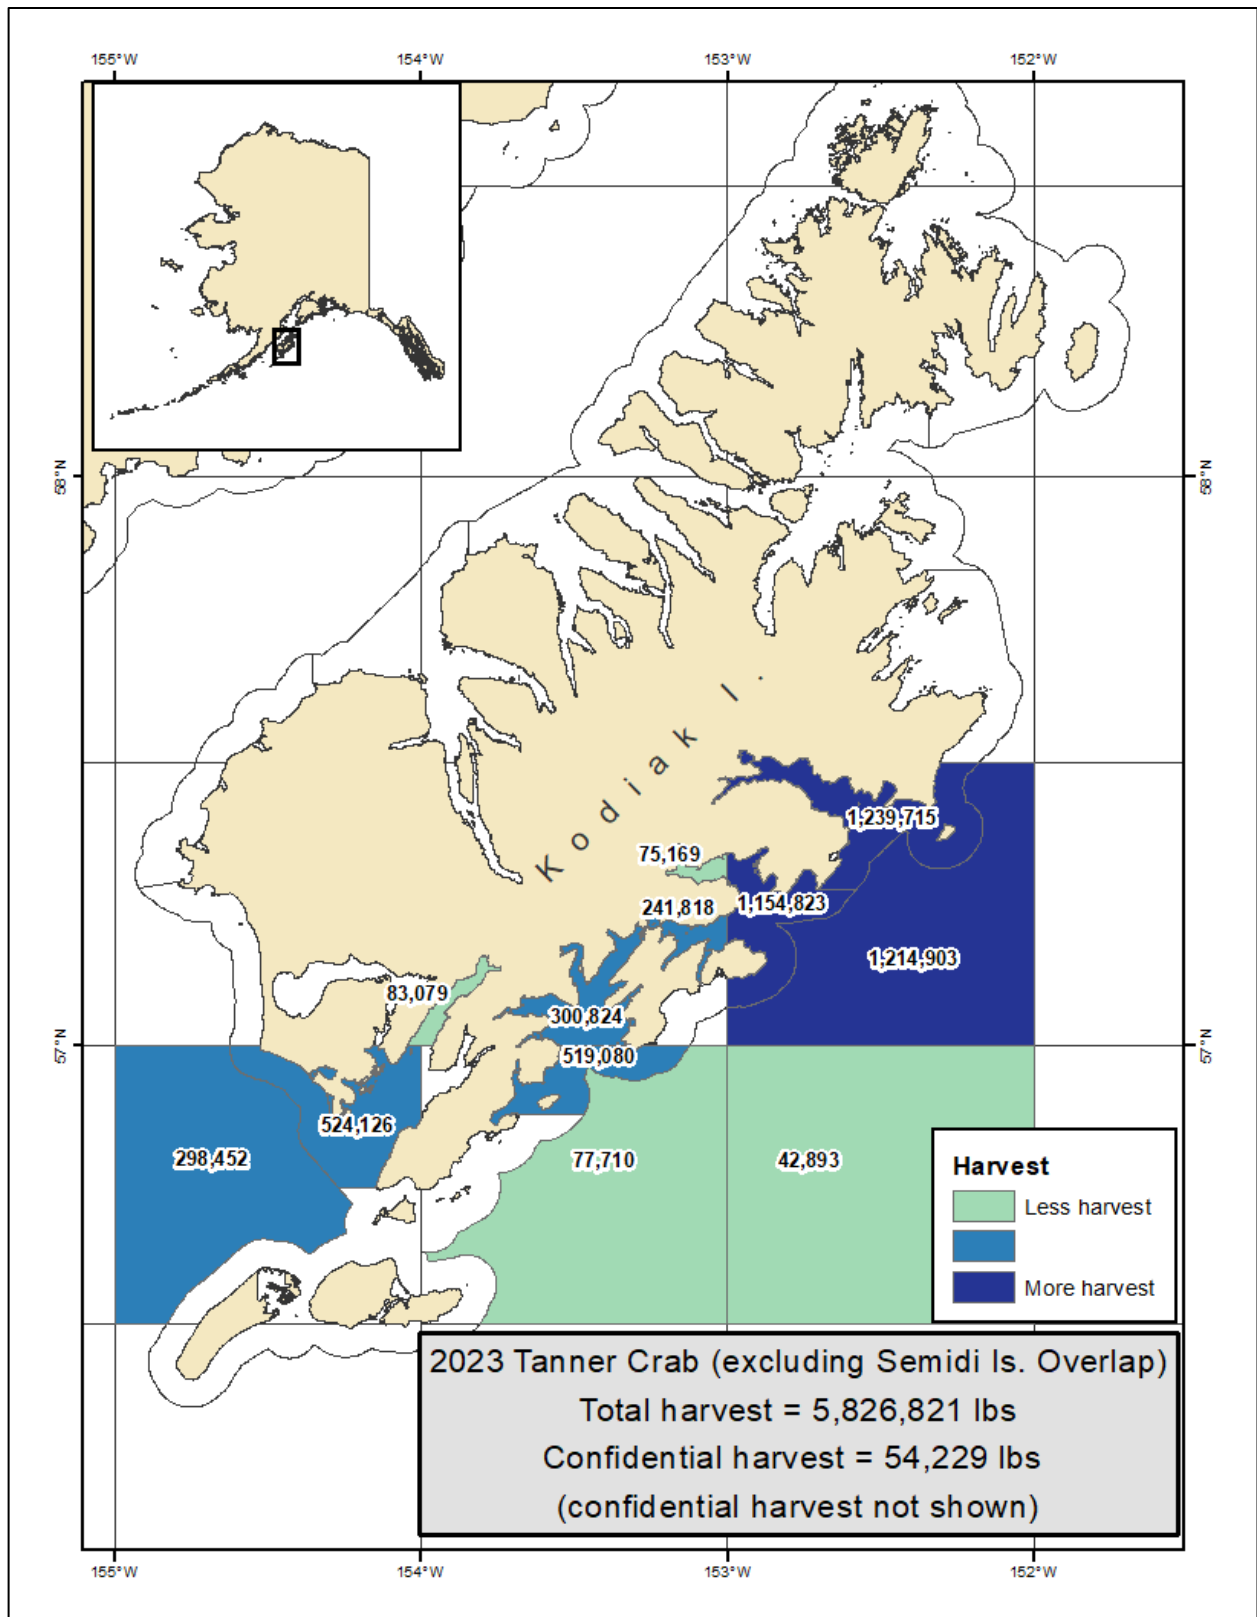 155°W 154°W 153°W 152°W
58°N 58°N
Kodiak I.
1,239,715
75,169
241,818 1,154,823
1,214,903
83,079
300,824
57°N 519,080 57°N
524,126
298,452 77,710 42,893
Harvest
Less harvest
More harvest
2023 Tanner Crab (excluding Semidi Is. Overlap)
Total harvest = 5,826,821 lbs
Confidential harvest = 54,229 lbs
(confidential harvest not shown)
155°W 154°W 153°W 152°W